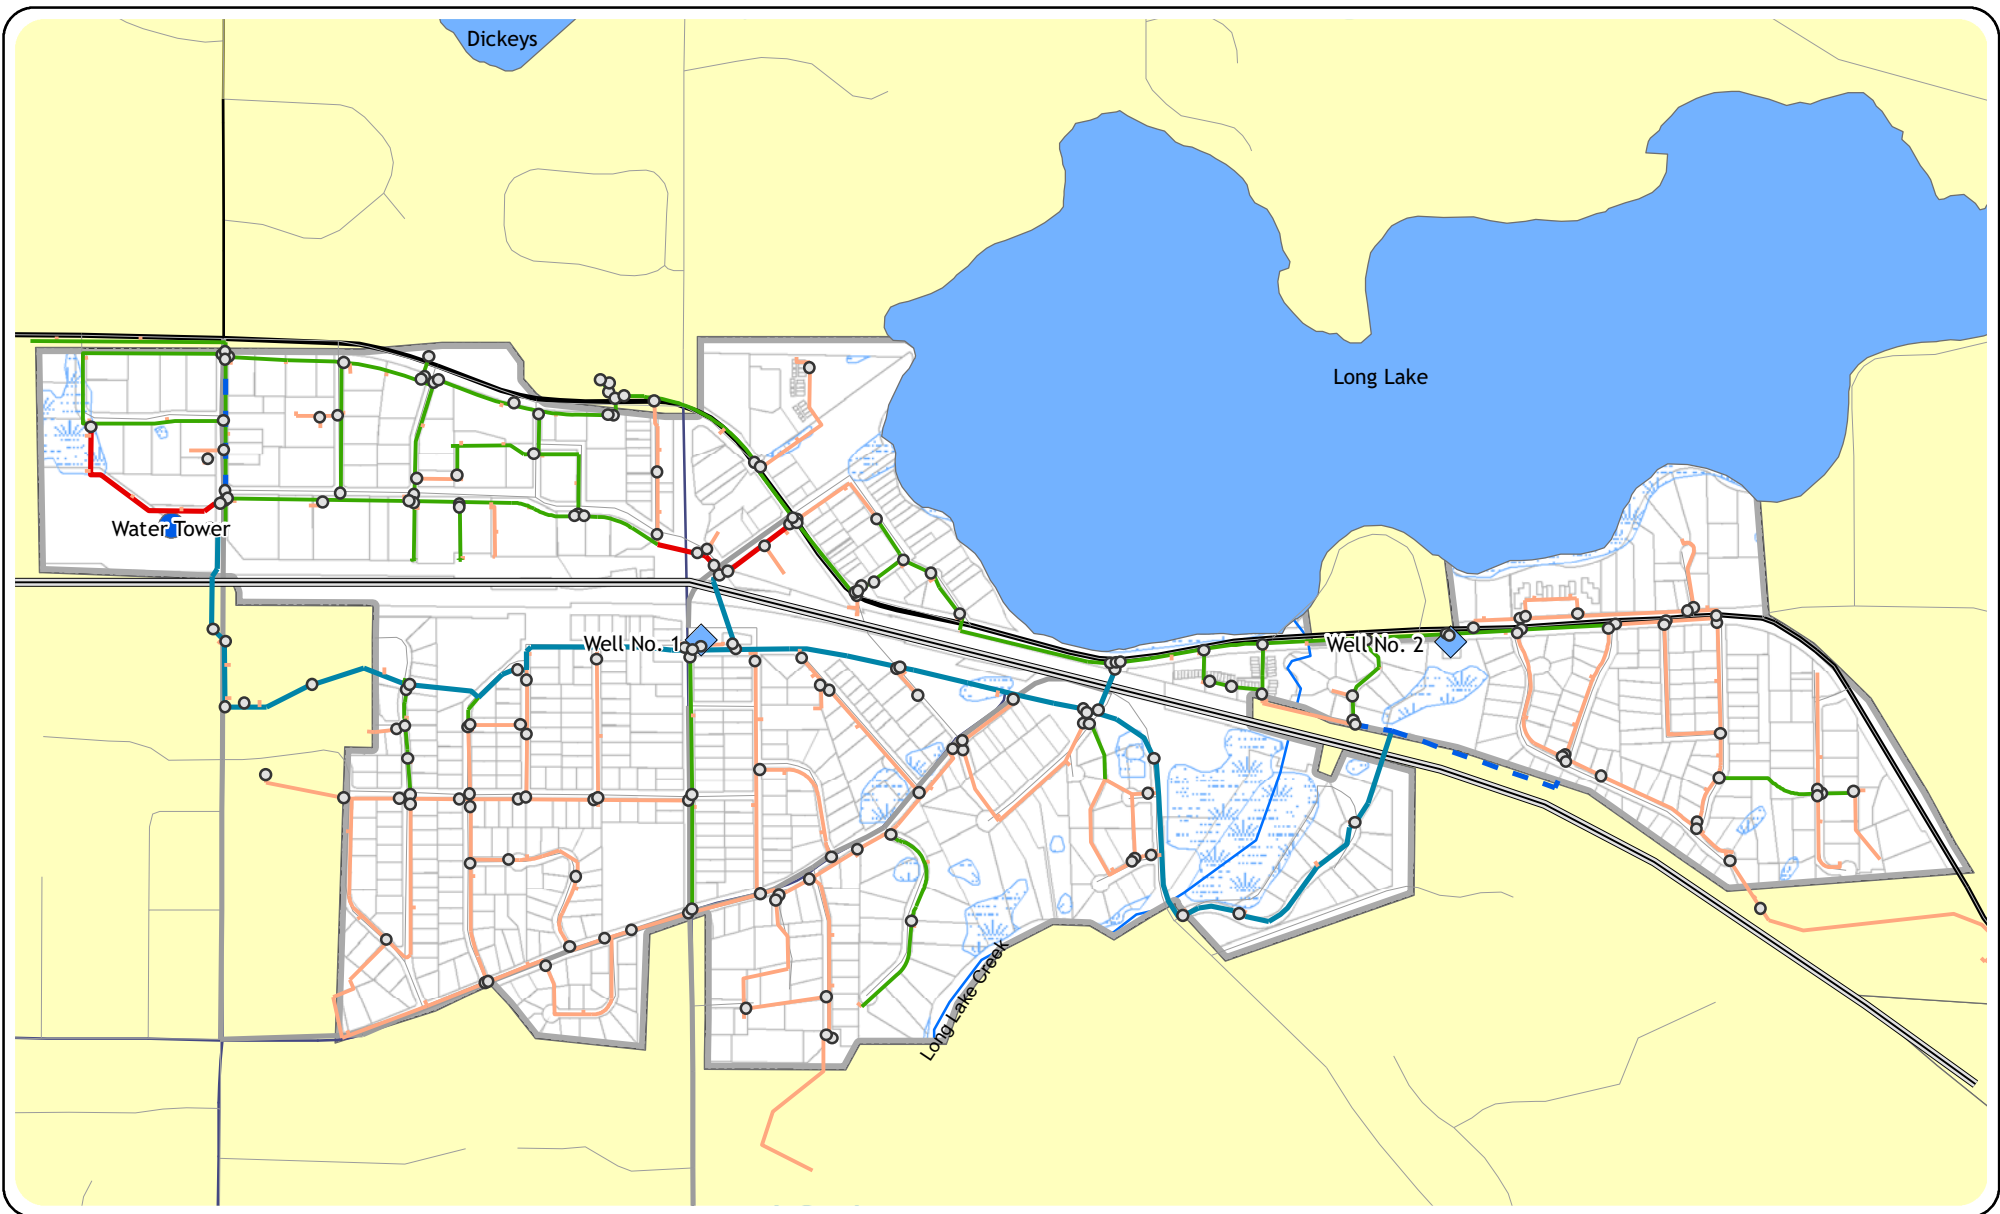 Dickeys
Long Lake
Water Tower
Well No. 1
Well No. 2
Long Lake Creek